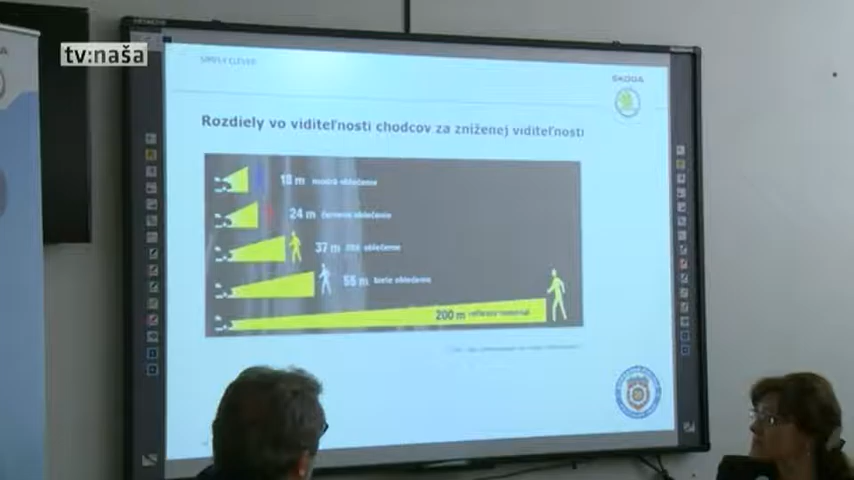 tv:naša
HITACHI
SIMPLY CLEVER
ŠKODA
Rozdiely vo viditeľnosti chodcov za zníženej viditeľnosti
18 m modré oblečenie
24 m červené oblečenie
37 m žlté oblečenie
55 m biele oblečenie
200 m reflexný materiál